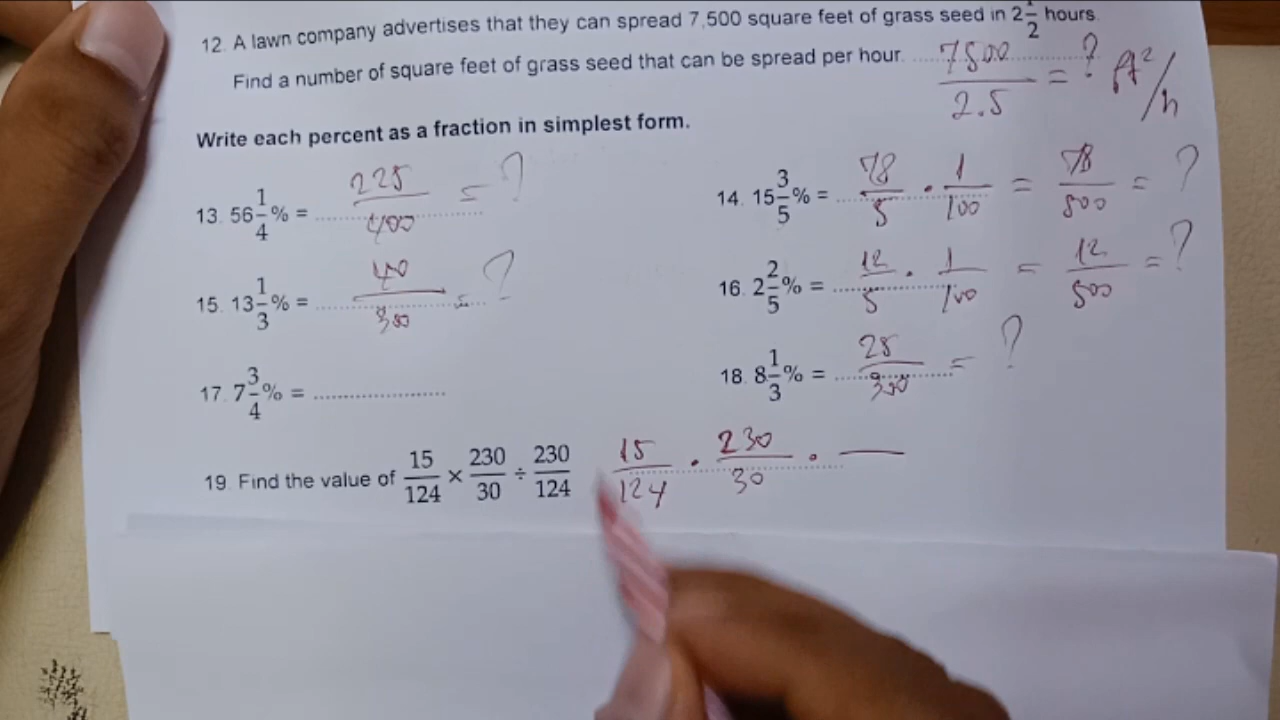 12. A lawn company advertises that they can spread 7,500 square feet of grass seed in 2 1/2 hours.
Find a number of square feet of grass seed that can be spread per hour. 7500/2.5 = ? ft²/h
Write each percent as a fraction in simplest form.
13. 56 1/4 % = 225/400 = ?
14. 15 3/5 % = 78/5 · 1/100 = 78/500 = ?
15. 13 1/3 % = 40/300 = ?
16. 2 2/5 % = 12/5 · 1/100 = 12/500 = ?
17. 7 3/4 % = ....................
18. 8 1/3 % = 25/300 = ?
19. Find the value of 15/124 × 230/30 ÷ 230/124 15/124 · 230/30 ·